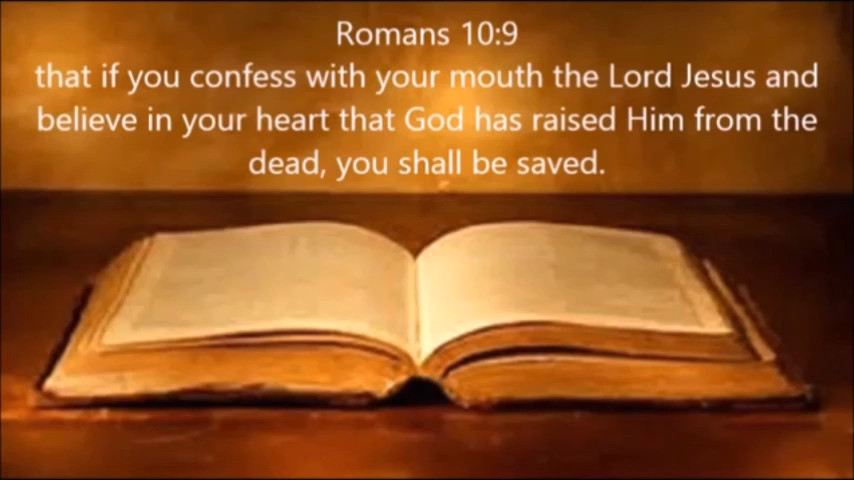 Romans 10:9
that if you confess with your mouth the Lord Jesus and
believe in your heart that God has raised Him from the
dead, you shall be saved.